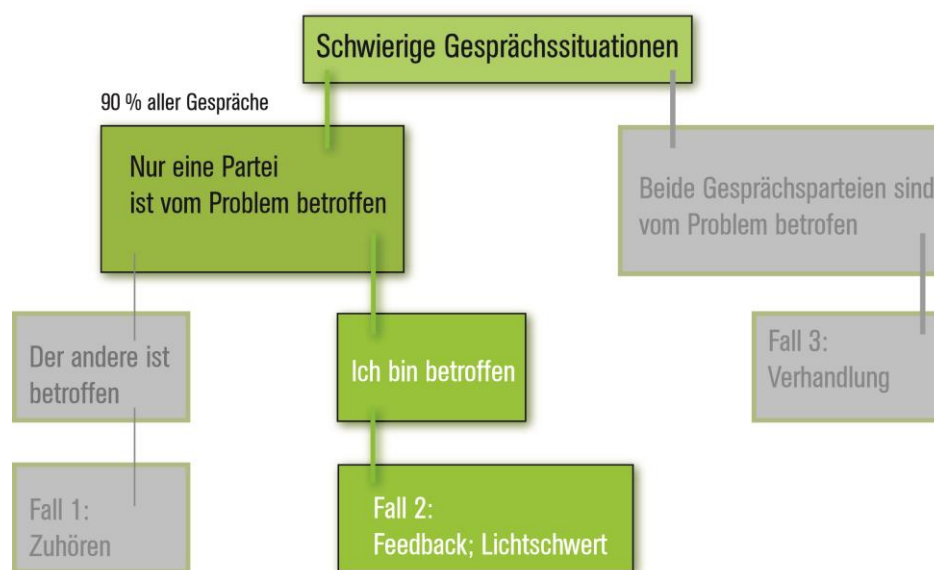 Schwierige Gesprächssituationen
90 % aller Gespräche
Nur eine Partei
ist vom Problem betroffen
Beide Gesprächsparteien sind
vom Problem betrofen
Der andere ist
betroffen
Ich bin betroffen
Fall 3:
Verhandlung
Fall 1:
Zuhören
Fall 2:
Feedback; Lichtschwert